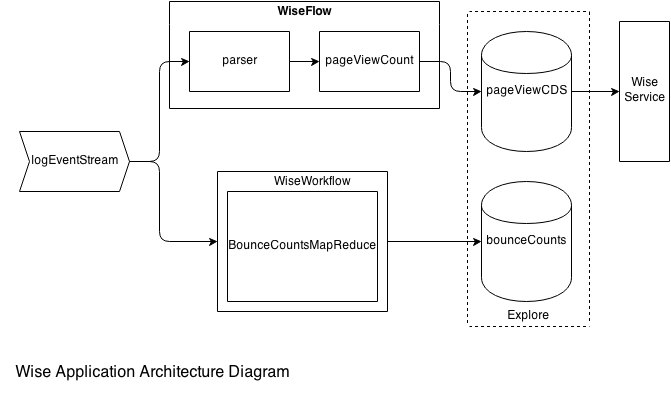 WiseFlow
parser
pageViewCount
pageViewCDS
Wise
Service
logEventStream
WiseWorkflow
BounceCountsMapReduce
bounceCounts
Explore
Wise Application Architecture Diagram